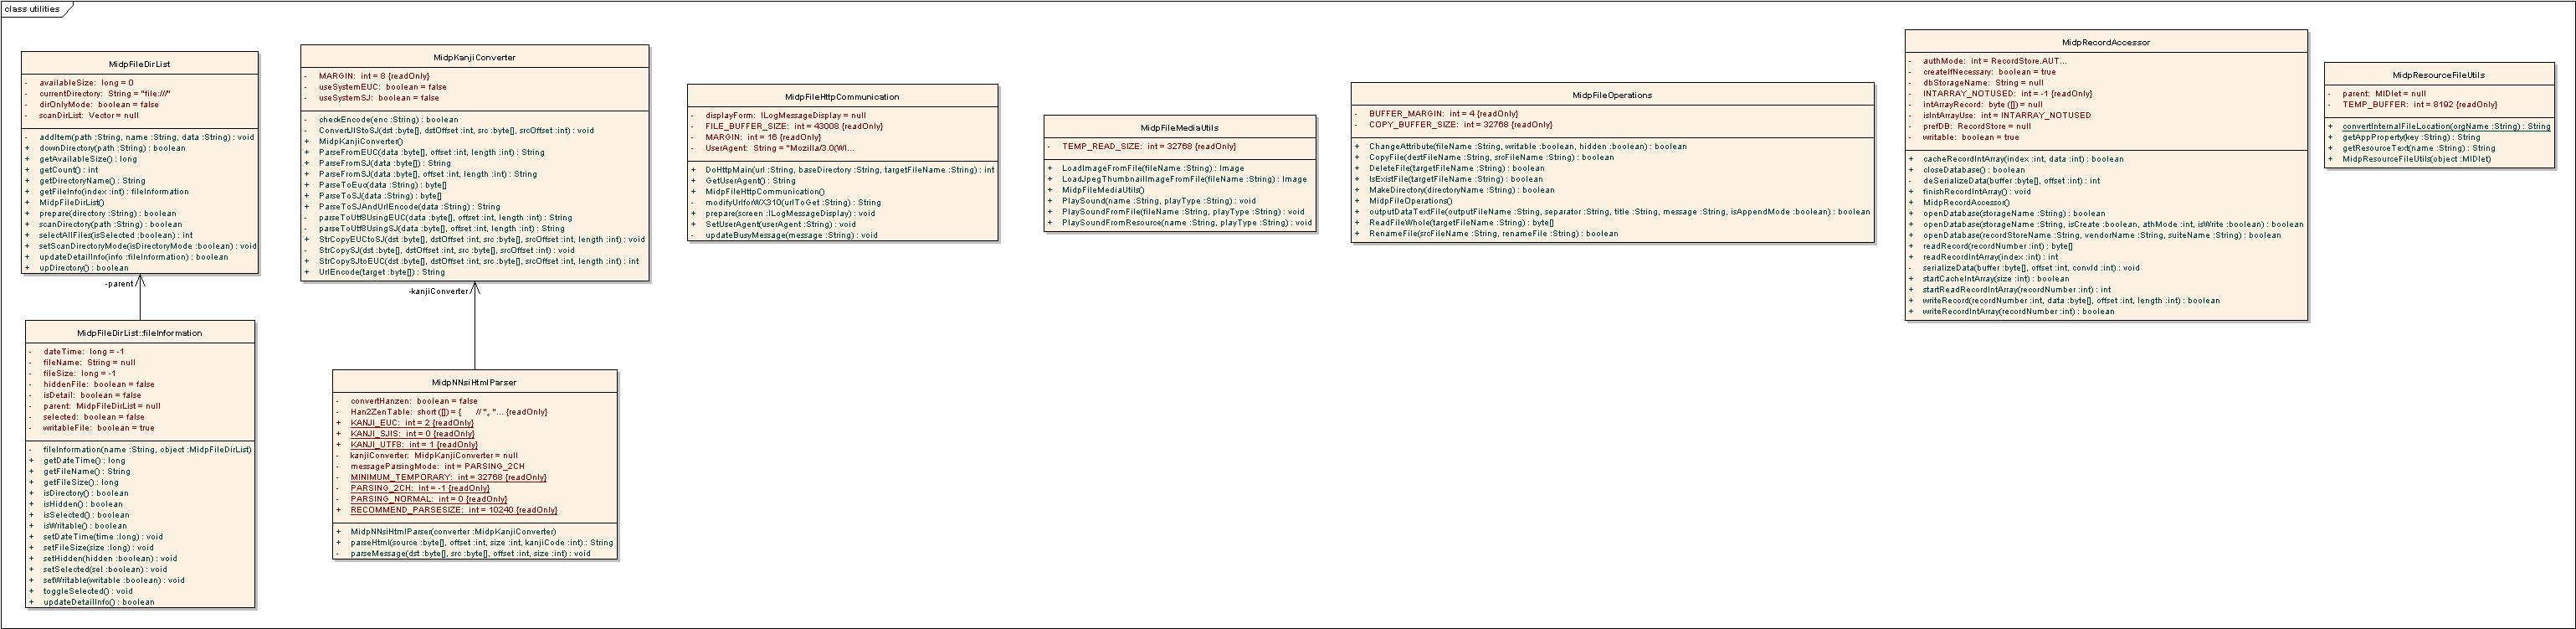 class utilities
MidpFileDirList
- availableSize: long = 0
- currentDirectory: String = "file:///"
- dirOnlyMode: boolean = false
- scanDirList: Vector = null
- addItem(path :String, name :String, data :String) : void
+ downDirectory(path :String) : boolean
+ getAvailableSize() : long
+ getCount() : int
+ getDirectoryName() : String
+ getFileInfo(index :int) : fileInformation
+ MidpFileDirList()
+ prepare(directory :String) : boolean
- scanDirectory(path :String) : boolean
+ selectAllFiles(isSelected :boolean) : int
+ setScanDirectoryMode(isDirectoryMode :boolean) : void
+ updateDetailInfo(info :fileInformation) : boolean
+ upDirectory() : boolean
-parent
MidpFileDirList::fileInformation
- dateTime: long = -1
- fileName: String = null
- fileSize: long = -1
- hiddenFile: boolean = false
- isDetail: boolean = false
- parent: MidpFileDirList = null
- selected: boolean = false
- writableFile: boolean = true
- fileInformation(name :String, object :MidpFileDirList)
+ getDateTime() : long
+ getFileName() : String
+ getFileSize() : long
+ isDirectory() : boolean
+ isHidden() : boolean
+ isSelected() : boolean
+ isWritable() : boolean
+ setDateTime(time :long) : void
+ setFileSize(size :long) : void
+ setHidden(hidden :boolean) : void
+ setSelected(sel :boolean) : void
+ setWritable(writable :boolean) : void
+ toggleSelected() : void
+ updateDetailInfo() : boolean
MidpKanjiConverter
- MARGIN: int = 8 {readOnly}
- useSystemEUC: boolean = false
- useSystemSJ: boolean = false
- checkEncode(enc :String) : boolean
- ConvertJIStoSJ(dst :byte[], dstOffset :int, src :byte[], srcOffset :int) : void
+ MidpKanjiConverter()
+ ParseFromEUC(data :byte[], offset :int, length :int) : String
+ ParseFromSJ(data :byte[]) : String
+ ParseFromSJ(data :byte[], offset :int, length :int) : String
+ ParseToEuc(data :String) : byte[]
+ ParseToSJ(data :String) : byte[]
+ ParseToSJAndUrlEncode(data :String) : String
- parseToUtf8UsingEUC(data :byte[], offset :int, length :int) : String
- parseToUtf8UsingSJ(data :byte[], offset :int, length :int) : String
+ StrCopyEUCtoSJ(dst :byte[], dstOffset :int, src :byte[], srcOffset :int, length :int) : void
- StrCopySJ(dst :byte[], dstOffset :int, src :byte[], srcOffset :int) : void
+ StrCopySJtoEUC(dst :byte[], dstOffset :int, src :byte[], srcOffset :int, length :int) : int
+ UrlEncode(target :byte[]) : String
-kanjiConverter
MidpNNsiHtmlParser
- convertHanzen: boolean = false
- Han2ZenTable: short ([]) = { // "｡ "... {readOnly}
+ KANJI_EUC: int = 2 {readOnly}
+ KANJI_SJIS: int = 0 {readOnly}
+ KANJI_UTF8: int = 1 {readOnly}
- kanjiConverter: MidpKanjiConverter = null
- messageParsingMode: int = PARSING_2CH
- MINIMUM_TEMPORARY: int = 32768 {readOnly}
- PARSING_2CH: int = -1 {readOnly}
- PARSING_NORMAL: int = 0 {readOnly}
+ RECOMMEND_PARSESIZE: int = 10240 {readOnly}
+ MidpNNsiHtmlParser(converter :MidpKanjiConverter)
+ parseHtml(source :byte[], offset :int, size :int, kanjiCode :int) : String
- parseMessage(dst :byte[], src :byte[], offset :int, size :int) : void
MidpFileHttpCommunication
- displayForm: ILogMessageDisplay = null
- FILE_BUFFER_SIZE: int = 43008 {readOnly}
- MARGIN: int = 16 {readOnly}
- UserAgent: String = "Mozilla/3.0(WI...
+ DoHttpMain(url :String, baseDirectory :String, targetFileName :String) : int
+ GetUserAgent() : String
+ MidpFileHttpCommunication()
- modifyUrlforWX310(urlToGet :String) : String
+ prepare(screen :ILogMessageDisplay) : void
+ SetUserAgent(userAgent :String) : void
- updateBusyMessage(message :String) : void
MidpFileMediaUtils
- TEMP_READ_SIZE: int = 32768 {readOnly}
+ LoadImageFromFile(fileName :String) : Image
+ LoadJpegThumbnailImageFromFile(fileName :String) : Image
+ MidpFileMediaUtils()
+ PlaySound(name :String, playType :String) : void
+ PlaySoundFromFile(name :String, playType :String) : void
+ PlaySoundFromResource(name :String, playType :String) : void
MidpFileOperations
- BUFFER_MARGIN: int = 4 {readOnly}
- COPY_BUFFER_SIZE: int = 32768 {readOnly}
+ ChangeAttribute(fileName :String, writable :boolean, hidden :boolean) : boolean
+ CopyFile(destFileName :String, srcFileName :String) : boolean
+ DeleteFile(targetFileName :String) : boolean
+ IsExistFile(targetFileName :String) : boolean
+ MakeDirectory(directoryName :String) : boolean
+ MidpFileOperations()
+ outputDataTextFile(outputFileName :String, separator :String, title :String, message :String, isAppendMode :boolean) : boolean
+ ReadFileWhole(targetFileName :String) : byte[]
+ RenameFile(srcFileName :String, renameFile :String) : boolean
MidpRecordAccessor
- authMode: int = RecordStore.AUT...
- createIfNecessary: boolean = true
- dbStorageName: String = null
- INTARRAY_NOTUSED: int = -1 {readOnly}
- intArrayRecord: byte ([]) = null
- isIntArrayUse: int = INTARRAY_NOTUSED
- prefDB: RecordStore = null
- writable: boolean = true
+ cacheRecordIntArray(index :int, data :int) : boolean
+ closeDatabase() : boolean
- deSerializeData(buffer :byte[], offset :int) : int
+ finishRecordIntArray() : void
+ MidpRecordAccessor()
+ openDatabase(storageName :String) : boolean
+ openDatabase(storageName :String, isCreate :boolean, athMode :int, isWrite :boolean) : boolean
+ openDatabase(recordStoreName :String, vendorName :String, suiteName :String) : boolean
+ readRecord(recordNumber :int) : byte[]
+ readRecordIntArray(index :int) : int
- serializeData(buffer :byte[], offset :int, convId :int) : void
+ startCacheIntArray(size :int) : boolean
+ startReadRecordIntArray(recordNumber :int) : int
+ writeRecord(recordNumber :int, data :byte[], offset :int, length :int) : boolean
+ writeRecordIntArray(recordNumber :int) : boolean
MidpResourceFileUtils
- parent: MIDlet = null
- TEMP_BUFFER: int = 8192 {readOnly}
+ convertInternalFileLocation(orgName :String) : String
+ getAppProperty(key :String) : String
+ getResourceText(name :String) : String
+ MidpResourceFileUtils(object :MIDlet)